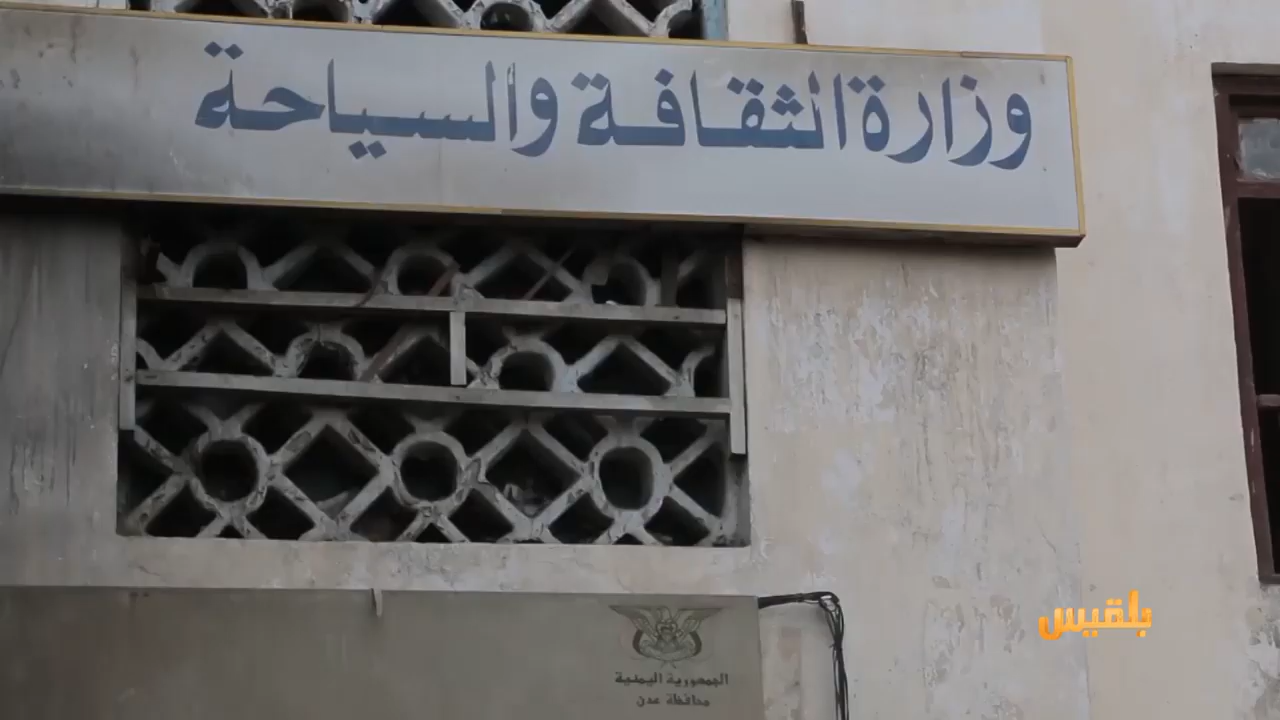 وزارة الثقافة والسياحة
بلقيس
الجمهورية اليمنية
محافظة عدن